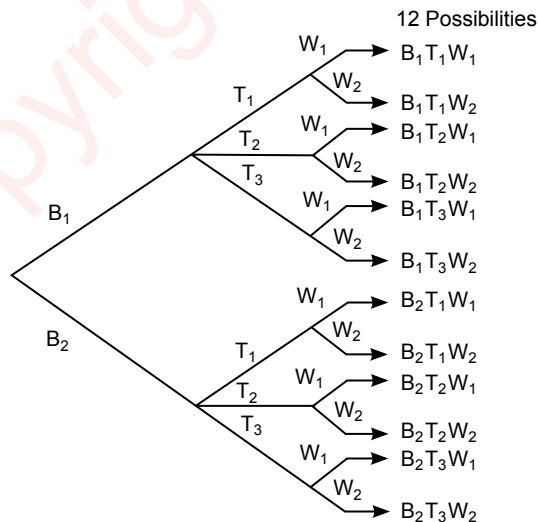 12 Possibilities
W₁
B₁T₁W₁
T₁
W₂
B₁T₁W₂
W₁
B₁T₂W₁
T₂
W₂
B₁T₂W₂
T₃
W₁
B₁T₃W₁
B₁
W₂
B₁T₃W₂
W₁
B₂T₁W₁
B₂
T₁
W₂
B₂T₁W₂
W₁
B₂T₂W₁
T₂
W₂
B₂T₂W₂
T₃
W₁
B₂T₃W₁
W₂
B₂T₃W₂